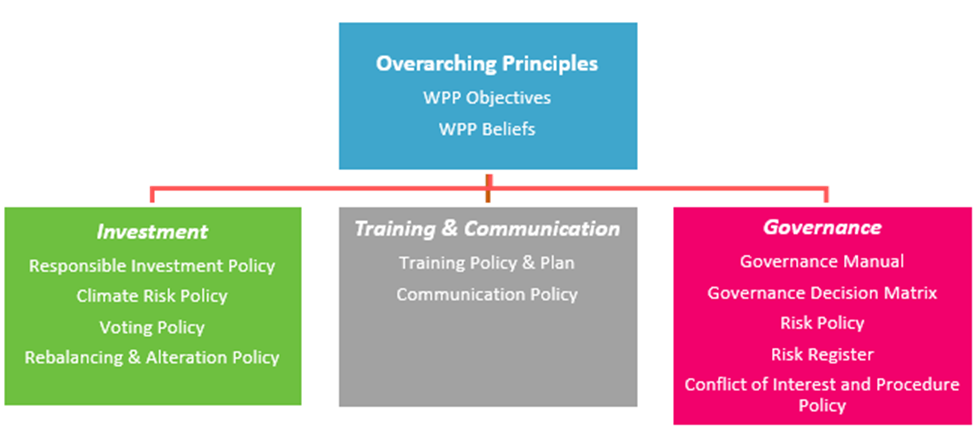 Overarching Principles
WPP Objectives
WPP Beliefs
Investment
Responsible Investment Policy
Climate Risk Policy
Voting Policy
Rebalancing & Alteration Policy
Training & Communication
Training Policy & Plan
Communication Policy
Governance
Governance Manual
Governance Decision Matrix
Risk Policy
Risk Register
Conflict of Interest and Procedure
Policy